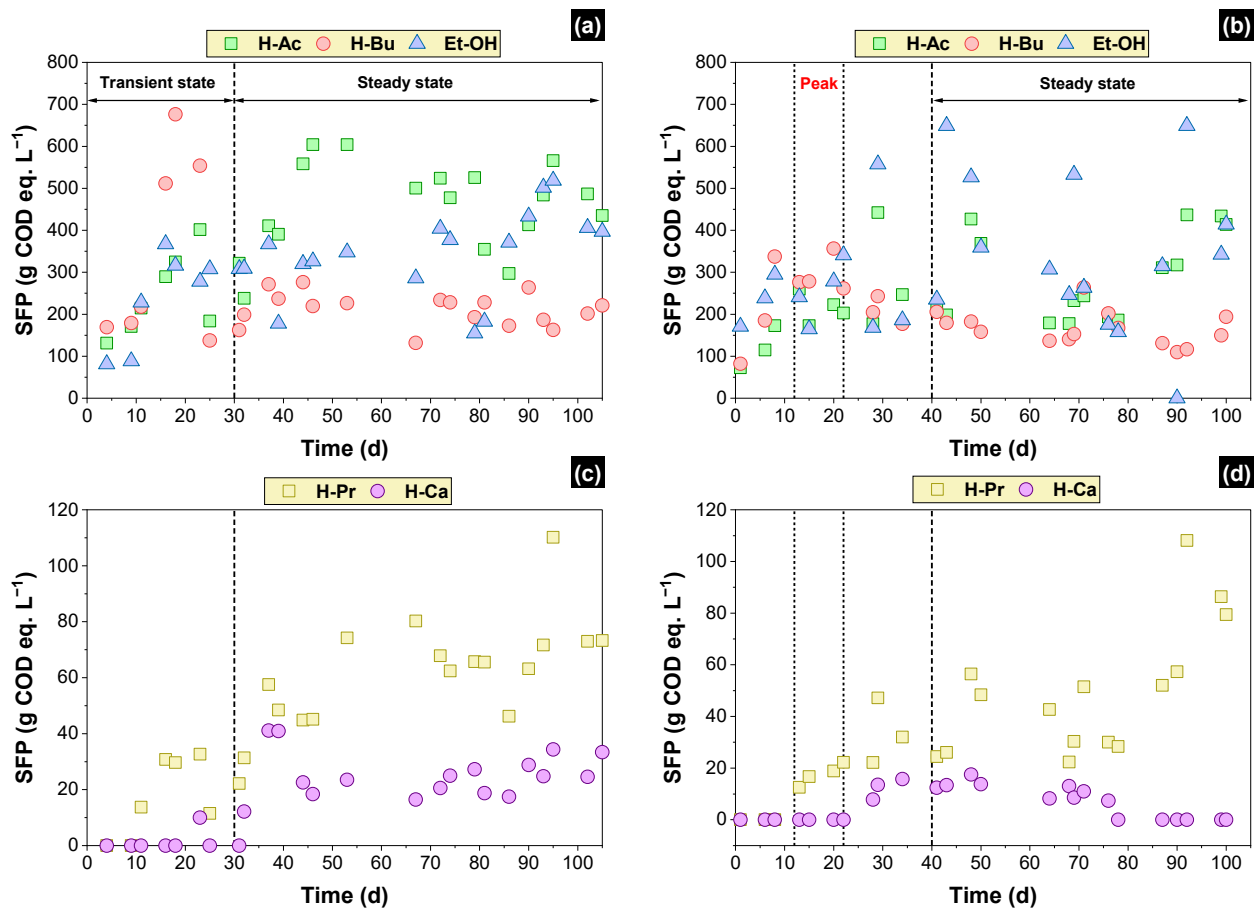 (a)
H-Ac H-Bu Et-OH
800
700
600
500
400
300
200
100
0
Transient state Steady state
SFP (g COD eq. L⁻¹)
0 10 20 30 40 50 60 70 80 90 100
Time (d)
(b)
H-Ac H-Bu Et-OH
800
700
600
500
400
300
200
100
0
Peak Steady state
SFP (g COD eq. L⁻¹)
0 10 20 30 40 50 60 70 80 90 100
Time (d)
(c)
H-Pr H-Ca
120
100
80
60
40
20
0
SFP (g COD eq. L⁻¹)
0 10 20 30 40 50 60 70 80 90 100
Time (d)
(d)
H-Pr H-Ca
120
100
80
60
40
20
0
SFP (g COD eq. L⁻¹)
0 10 20 30 40 50 60 70 80 90 100
Time (d)